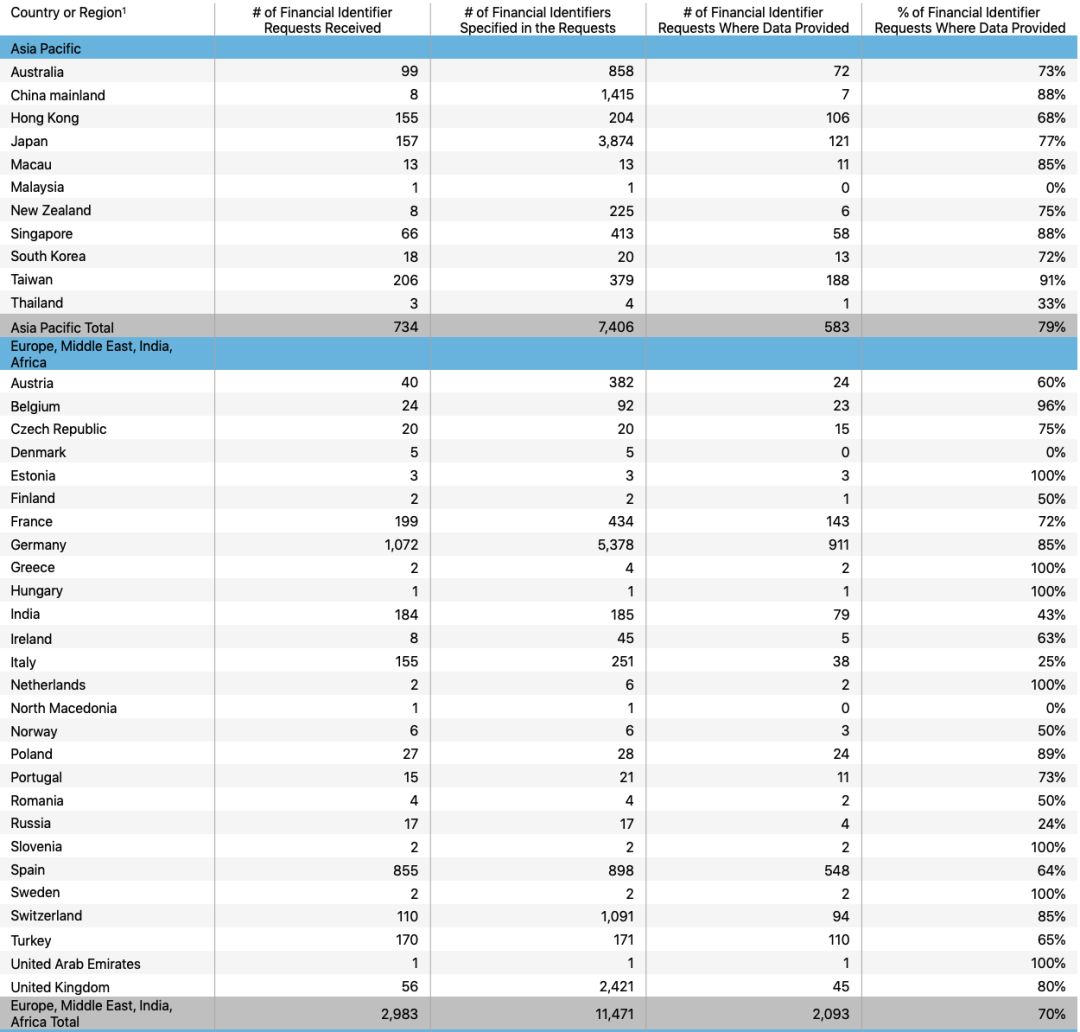 Country or Region¹ # of Financial Identifier Requests Received # of Financial Identifiers Specified in the Requests # of Financial Identifier Requests Where Data Provided % of Financial Identifier Requests Where Data Provided
Asia Pacific
Australia 99 858 72 73%
China mainland 8 1,415 7 88%
Hong Kong 155 204 106 68%
Japan 157 3,874 121 77%
Macau 13 13 11 85%
Malaysia 1 1 0 0%
New Zealand 8 225 6 75%
Singapore 66 413 58 88%
South Korea 18 20 13 72%
Taiwan 206 379 188 91%
Thailand 3 4 1 33%
Asia Pacific Total 734 7,406 583 79%
Europe, Middle East, India,
Africa
Austria 40 382 24 60%
Belgium 24 92 23 96%
Czech Republic 20 20 15 75%
Denmark 5 5 0 0%
Estonia 3 3 3 100%
Finland 2 2 1 50%
France 199 434 143 72%
Germany 1,072 5,378 911 85%
Greece 2 4 2 100%
Hungary 1 1 1 100%
India 184 185 79 43%
Ireland 8 45 5 63%
Italy 155 251 38 25%
Netherlands 2 6 2 100%
North Macedonia 1 1 0 0%
Norway 6 6 3 50%
Poland 27 28 24 89%
Portugal 15 21 11 73%
Romania 4 4 2 50%
Russia 17 17 4 24%
Slovenia 2 2 2 100%
Spain 855 898 548 64%
Sweden 2 2 2 100%
Switzerland 110 1,091 94 85%
Turkey 170 171 110 65%
United Arab Emirates 1 1 1 100%
United Kingdom 56 2,421 45 80%
Europe, Middle East, India,
Africa Total 2,983 11,471 2,093 70%